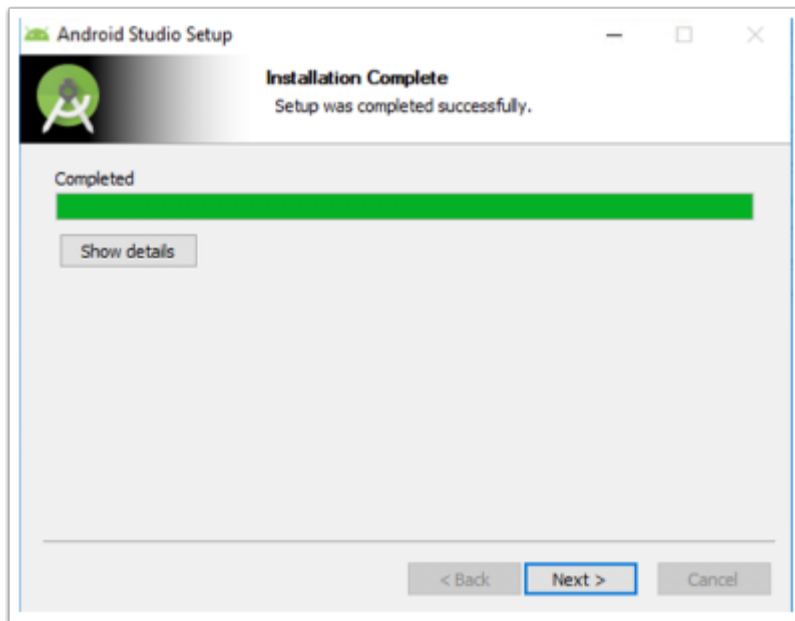 Android Studio Setup
Installation Complete
Setup was completed successfully.
Completed
Show details
< Back
Next >
Cancel